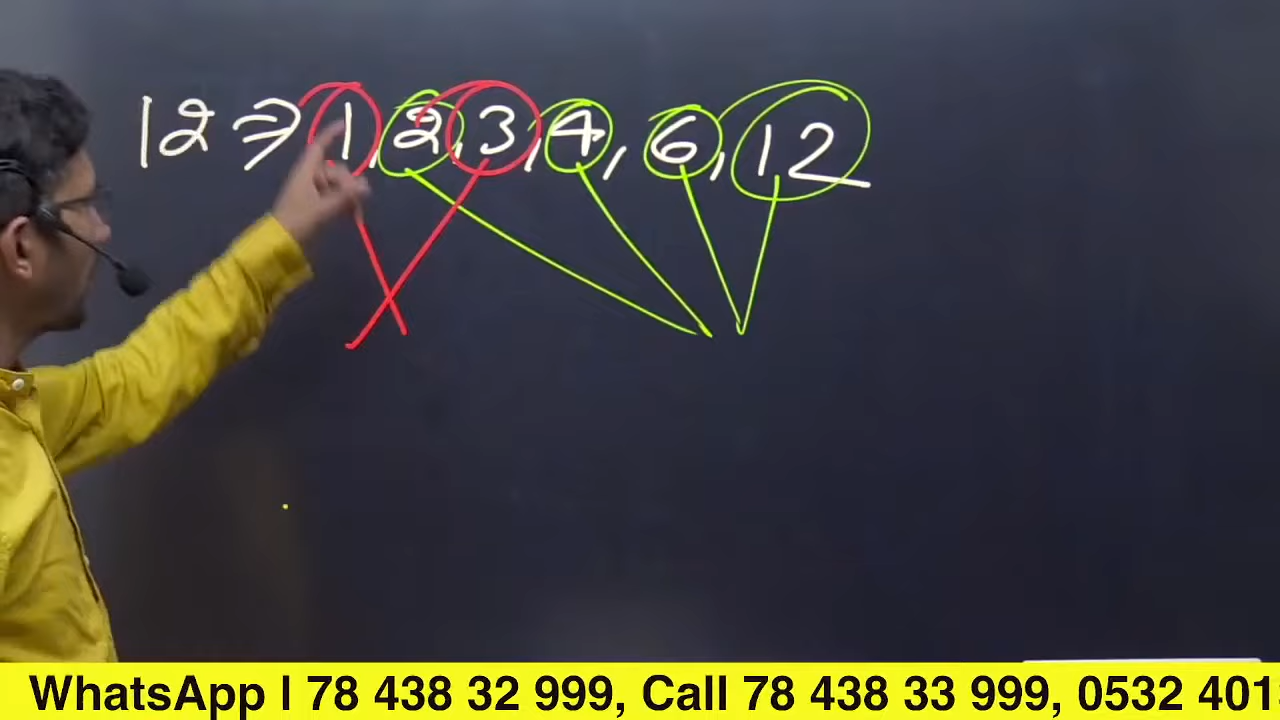 12 ⇒ 1, 2, 3, 4, 6, 12
WhatsApp I 78 438 32 999, Call 78 438 33 999, 0532 401